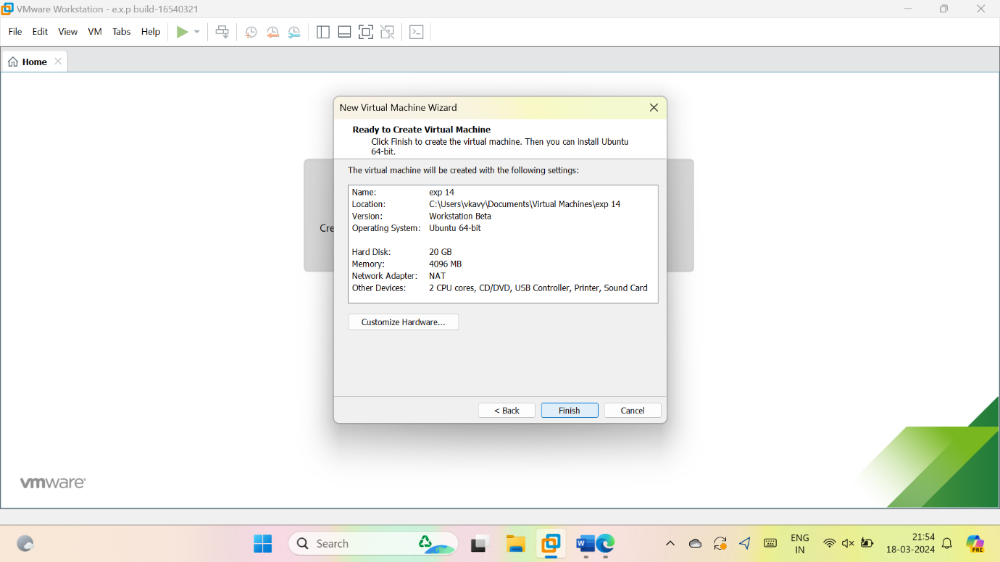 VMware Workstation - e.x.p build-16540321
File Edit View VM Tabs Help
Home
New Virtual Machine Wizard
Ready to Create Virtual Machine
Click Finish to create the virtual machine. Then you can install Ubuntu
64-bit.
The virtual machine will be created with the following settings:
Name: exp 14
Location: C:\Users\vkavy\Documents\Virtual Machines\exp 14
Version: Workstation Beta
Cre
Operating System: Ubuntu 64-bit
Hard Disk: 20 GB
Memory: 4096 MB
Network Adapter: NAT
Other Devices: 2 CPU cores, CD/DVD, USB Controller, Printer, Sound Card
Customize Hardware...
< Back Finish Cancel
vmware
Search
ENG
IN
21:54
18-03-2024
PRE